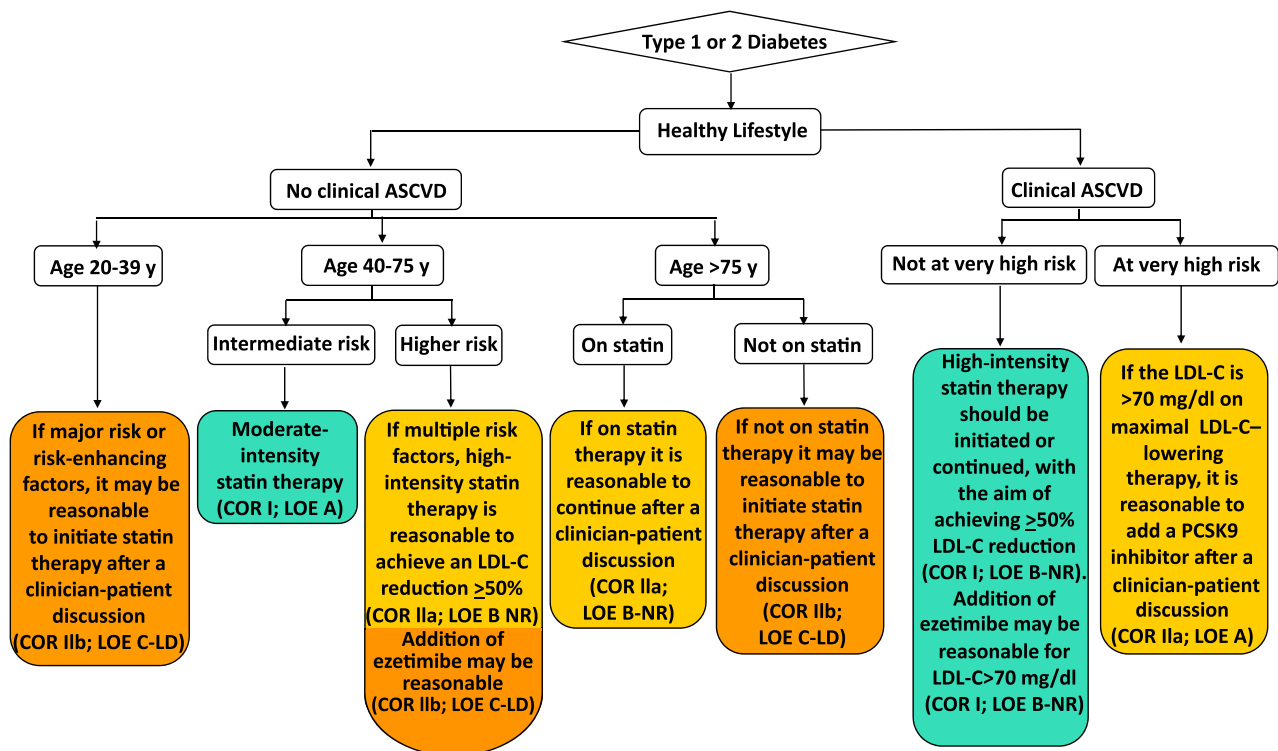 Type 1 or 2 Diabetes
Healthy Lifestyle
No clinical ASCVD
Clinical ASCVD
Age 20-39 y
Age 40-75 y
Age >75 y
Not at very high risk
At very high risk
Intermediate risk
Higher risk
On statin
Not on statin
If major risk or
risk-enhancing
factors, it may be
reasonable
to initiate statin
therapy after a
clinician-patient
discussion
(COR IIb; LOE C-LD)
Moderate-
intensity
statin therapy
(COR I; LOE A)
If multiple risk
factors, high-
intensity statin
therapy is
reasonable to
achieve an LDL-C
reduction ≥50%
(COR IIa; LOE B NR)
Addition of
ezetimibe may be
reasonable
(COR IIb; LOE C-LD)
If on statin
therapy it is
reasonable to
continue after a
clinician-patient
discussion
(COR IIa;
LOE B-NR)
If not on statin
therapy it may be
reasonable to
initiate statin
therapy after a
clinician-patient
discussion
(COR IIb;
LOE C-LD)
High-intensity
statin therapy
should be
initiated or
continued, with
the aim of
achieving ≥50%
LDL-C reduction
(COR I; LOE B-NR).
Addition of
ezetimibe may be
reasonable for
LDL-C>70 mg/dl
(COR I; LOE B-NR)
If the LDL-C is
>70 mg/dl on
maximal LDL-C–
lowering
therapy, it is
reasonable to
add a PCSK9
inhibitor after a
clinician-patient
discussion
(COR IIa; LOE A)